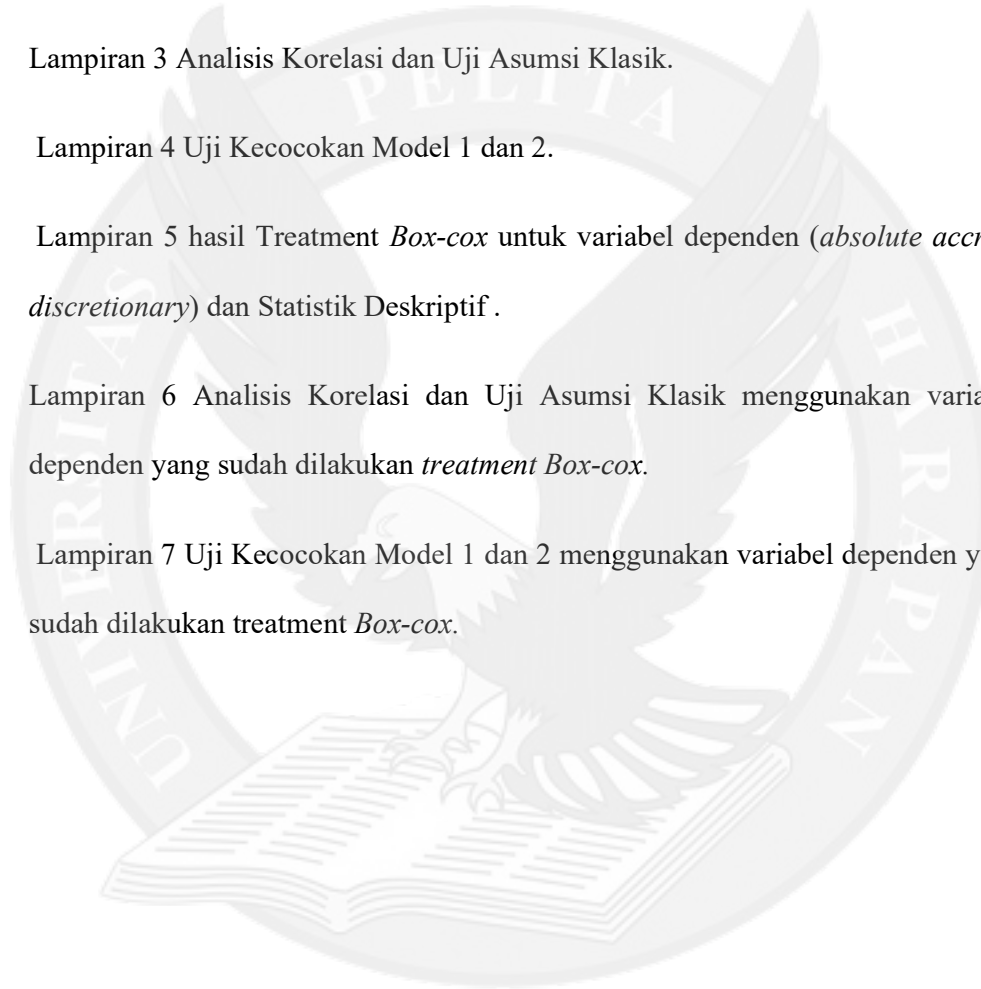 Lampiran 3 Analisis Korelasi dan Uji Asumsi Klasik.
Lampiran 4 Uji Kecocokan Model 1 dan 2.
Lampiran 5 hasil Treatment Box-cox untuk variabel dependen (absolute
discretionary) dan Statistik Deskriptif .
Lampiran 6 Analisis Korelasi dan Uji Asumsi Klasik menggunakan
dependen yang sudah dilakukan treatment Box-cox.
Lampiran 7 Uji Kecocokan Model 1 dan 2 menggunakan variabel dependen
sudah dilakukan treatment Box-cox.
UNIVERSITAS PELITA HARAPAN